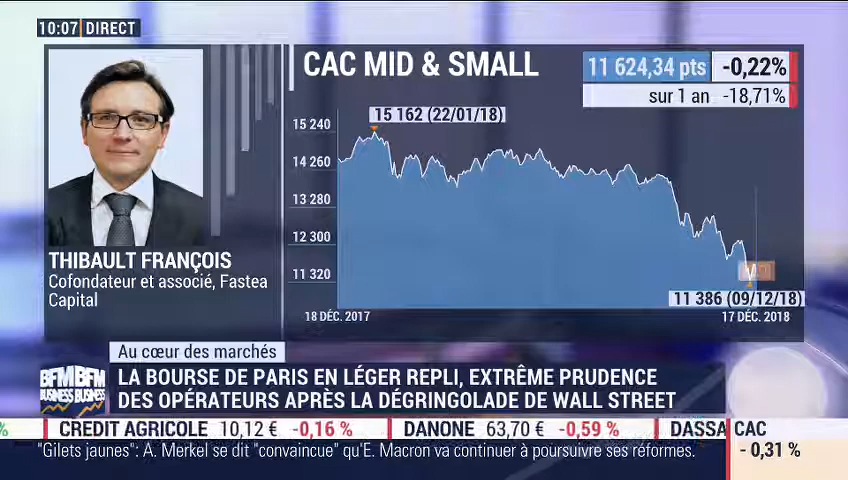 10:07 DIRECT
CAC MID & SMALL
11 624,34 pts -0,22%
sur 1 an -18,71%
15 162 (22/01/18)
15 240
14 260
13 280
12 300
11 320
11 386 (09/12/18)
18 DÉC. 2017
17 DÉC. 2018
THIBAULT FRANÇOIS
Cofondateur et associé, Fastea
Capital
Au cœur des marchés
BFM BFM
BUSINESS BUSINESS
LA BOURSE DE PARIS EN LÉGER REPLI, EXTRÊME PRUDENCE
DES OPÉRATEURS APRÈS LA DÉGRINGOLADE DE WALL STREET
% CREDIT AGRICOLE 10,12 € -0,16 % DANONE 63,70 € -0,59 % DASSA
CAC
-0,31 %
"Gilets jaunes": A. Merkel se dit "convaincue" qu'E. Macron va continuer à poursuivre ses réformes.